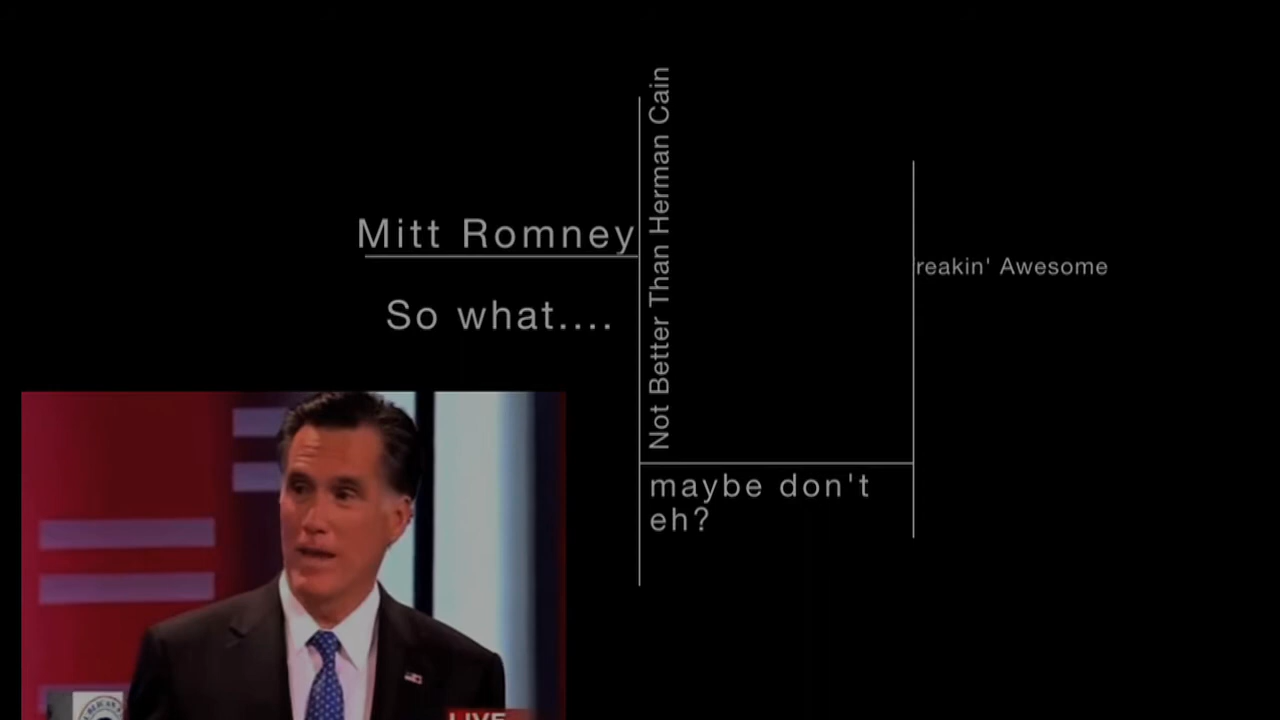 Not Better Than Herman Cain
Mitt Romney
reakin' Awesome
So what....
maybe don't
eh?
LIVE